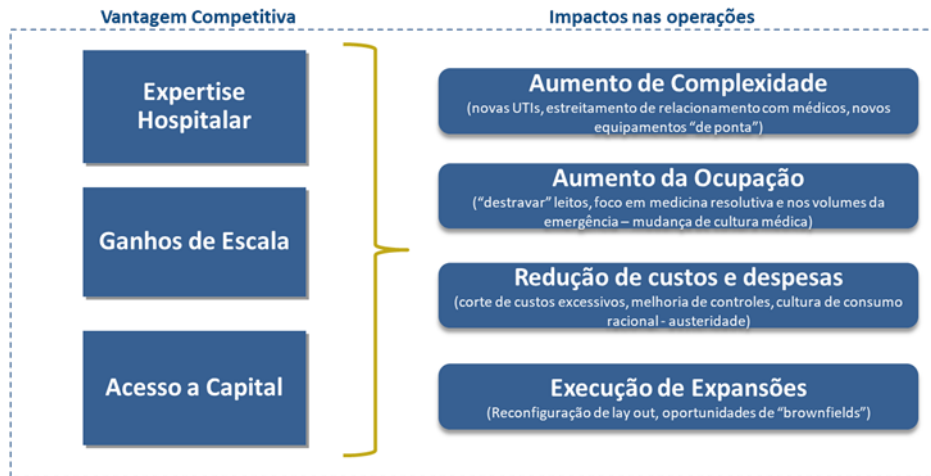 Vantagem Competitiva
Impactos nas operações
Expertise
Hospitalar
Ganhos de Escala
Acesso a Capital
Aumento de Complexidade
(novas UTIs, estreitamento de relacionamento com médicos, novos
equipamentos “de ponta”)
Aumento da Ocupação
(“destravar” leitos, foco em medicina resolutiva e nos volumes da
emergência – mudança de cultura médica)
Redução de custos e despesas
(corte de custos excessivos, melhoria de controles, cultura de consumo
racional - austeridade)
Execução de Expansões
(Reconfiguração de lay out, oportunidades de “brownfields”)